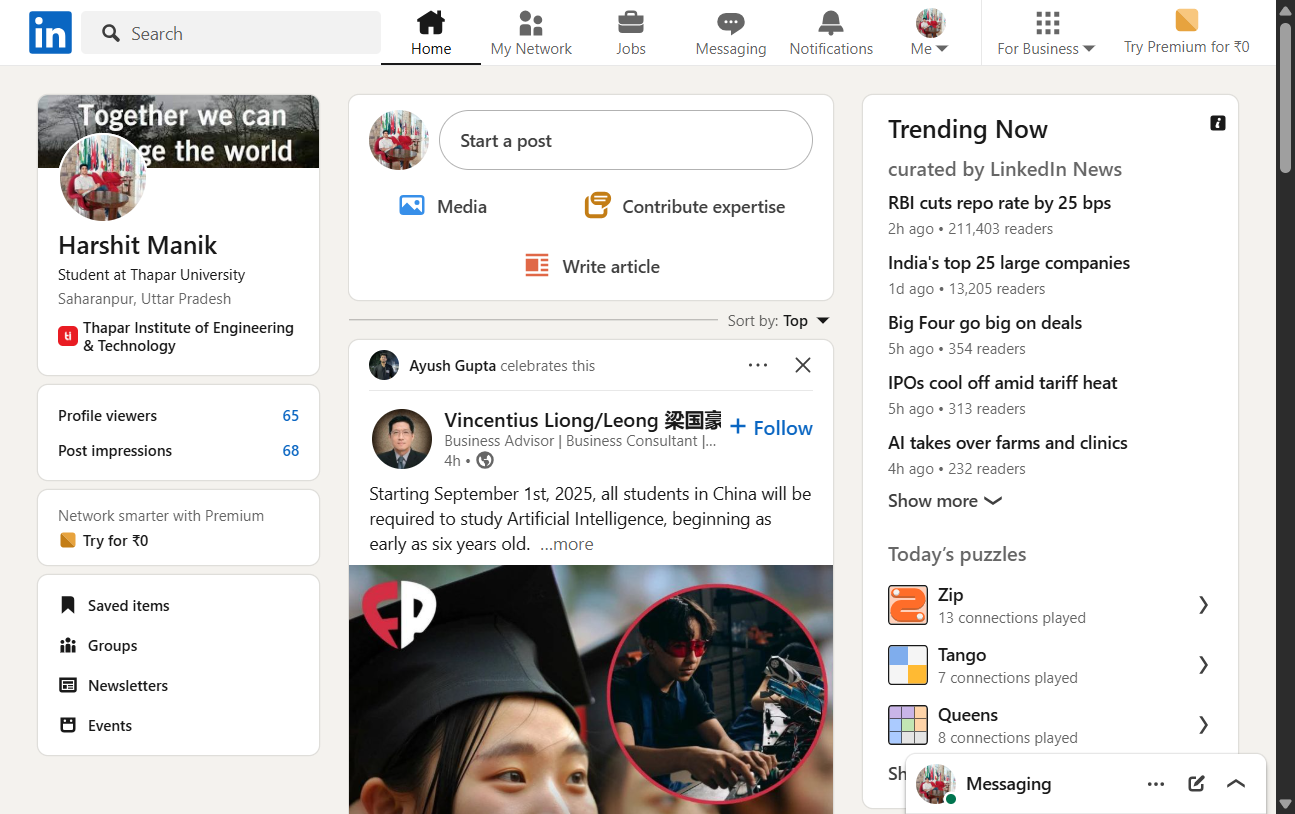 in
Search
Home
My Network
Jobs
Messaging
Notifications
Me
For Business
Try Premium for ₹0
Together we can
ge the world
Harshit Manik
Student at Thapar University
Saharanpur, Uttar Pradesh
Thapar Institute of Engineering
& Technology
Profile viewers 65
Post impressions 68
Network smarter with Premium
Try for ₹0
Saved items
Groups
Newsletters
Events
Start a post
Media
Contribute expertise
Write article
Sort by: Top
Ayush Gupta celebrates this
Vincentius Liong/Leong 梁国豪
+ Follow
Business Advisor | Business Consultant |...
4h •
Starting September 1st, 2025, all students in China will be
required to study Artificial Intelligence, beginning as
early as six years old. ...more
FP
Trending Now
curated by LinkedIn News
RBI cuts repo rate by 25 bps
2h ago • 211,403 readers
India's top 25 large companies
1d ago • 13,205 readers
Big Four go big on deals
5h ago • 354 readers
IPOs cool off amid tariff heat
5h ago • 313 readers
AI takes over farms and clinics
4h ago • 232 readers
Show more
Today’s puzzles
Zip
13 connections played
Tango
7 connections played
Queens
8 connections played
Sh
Messaging